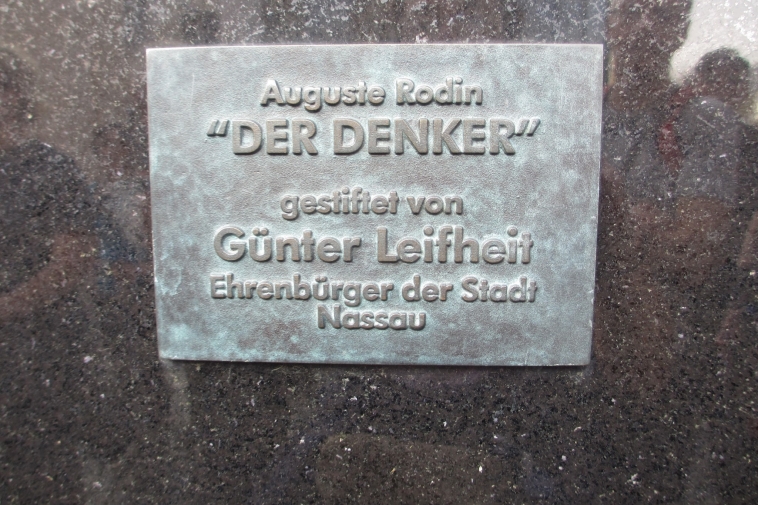 Auguste Rodin
"DER DENKER"
gestiftet von
Günter Leifheit
Ehrenbürger der Stadt
Nassau